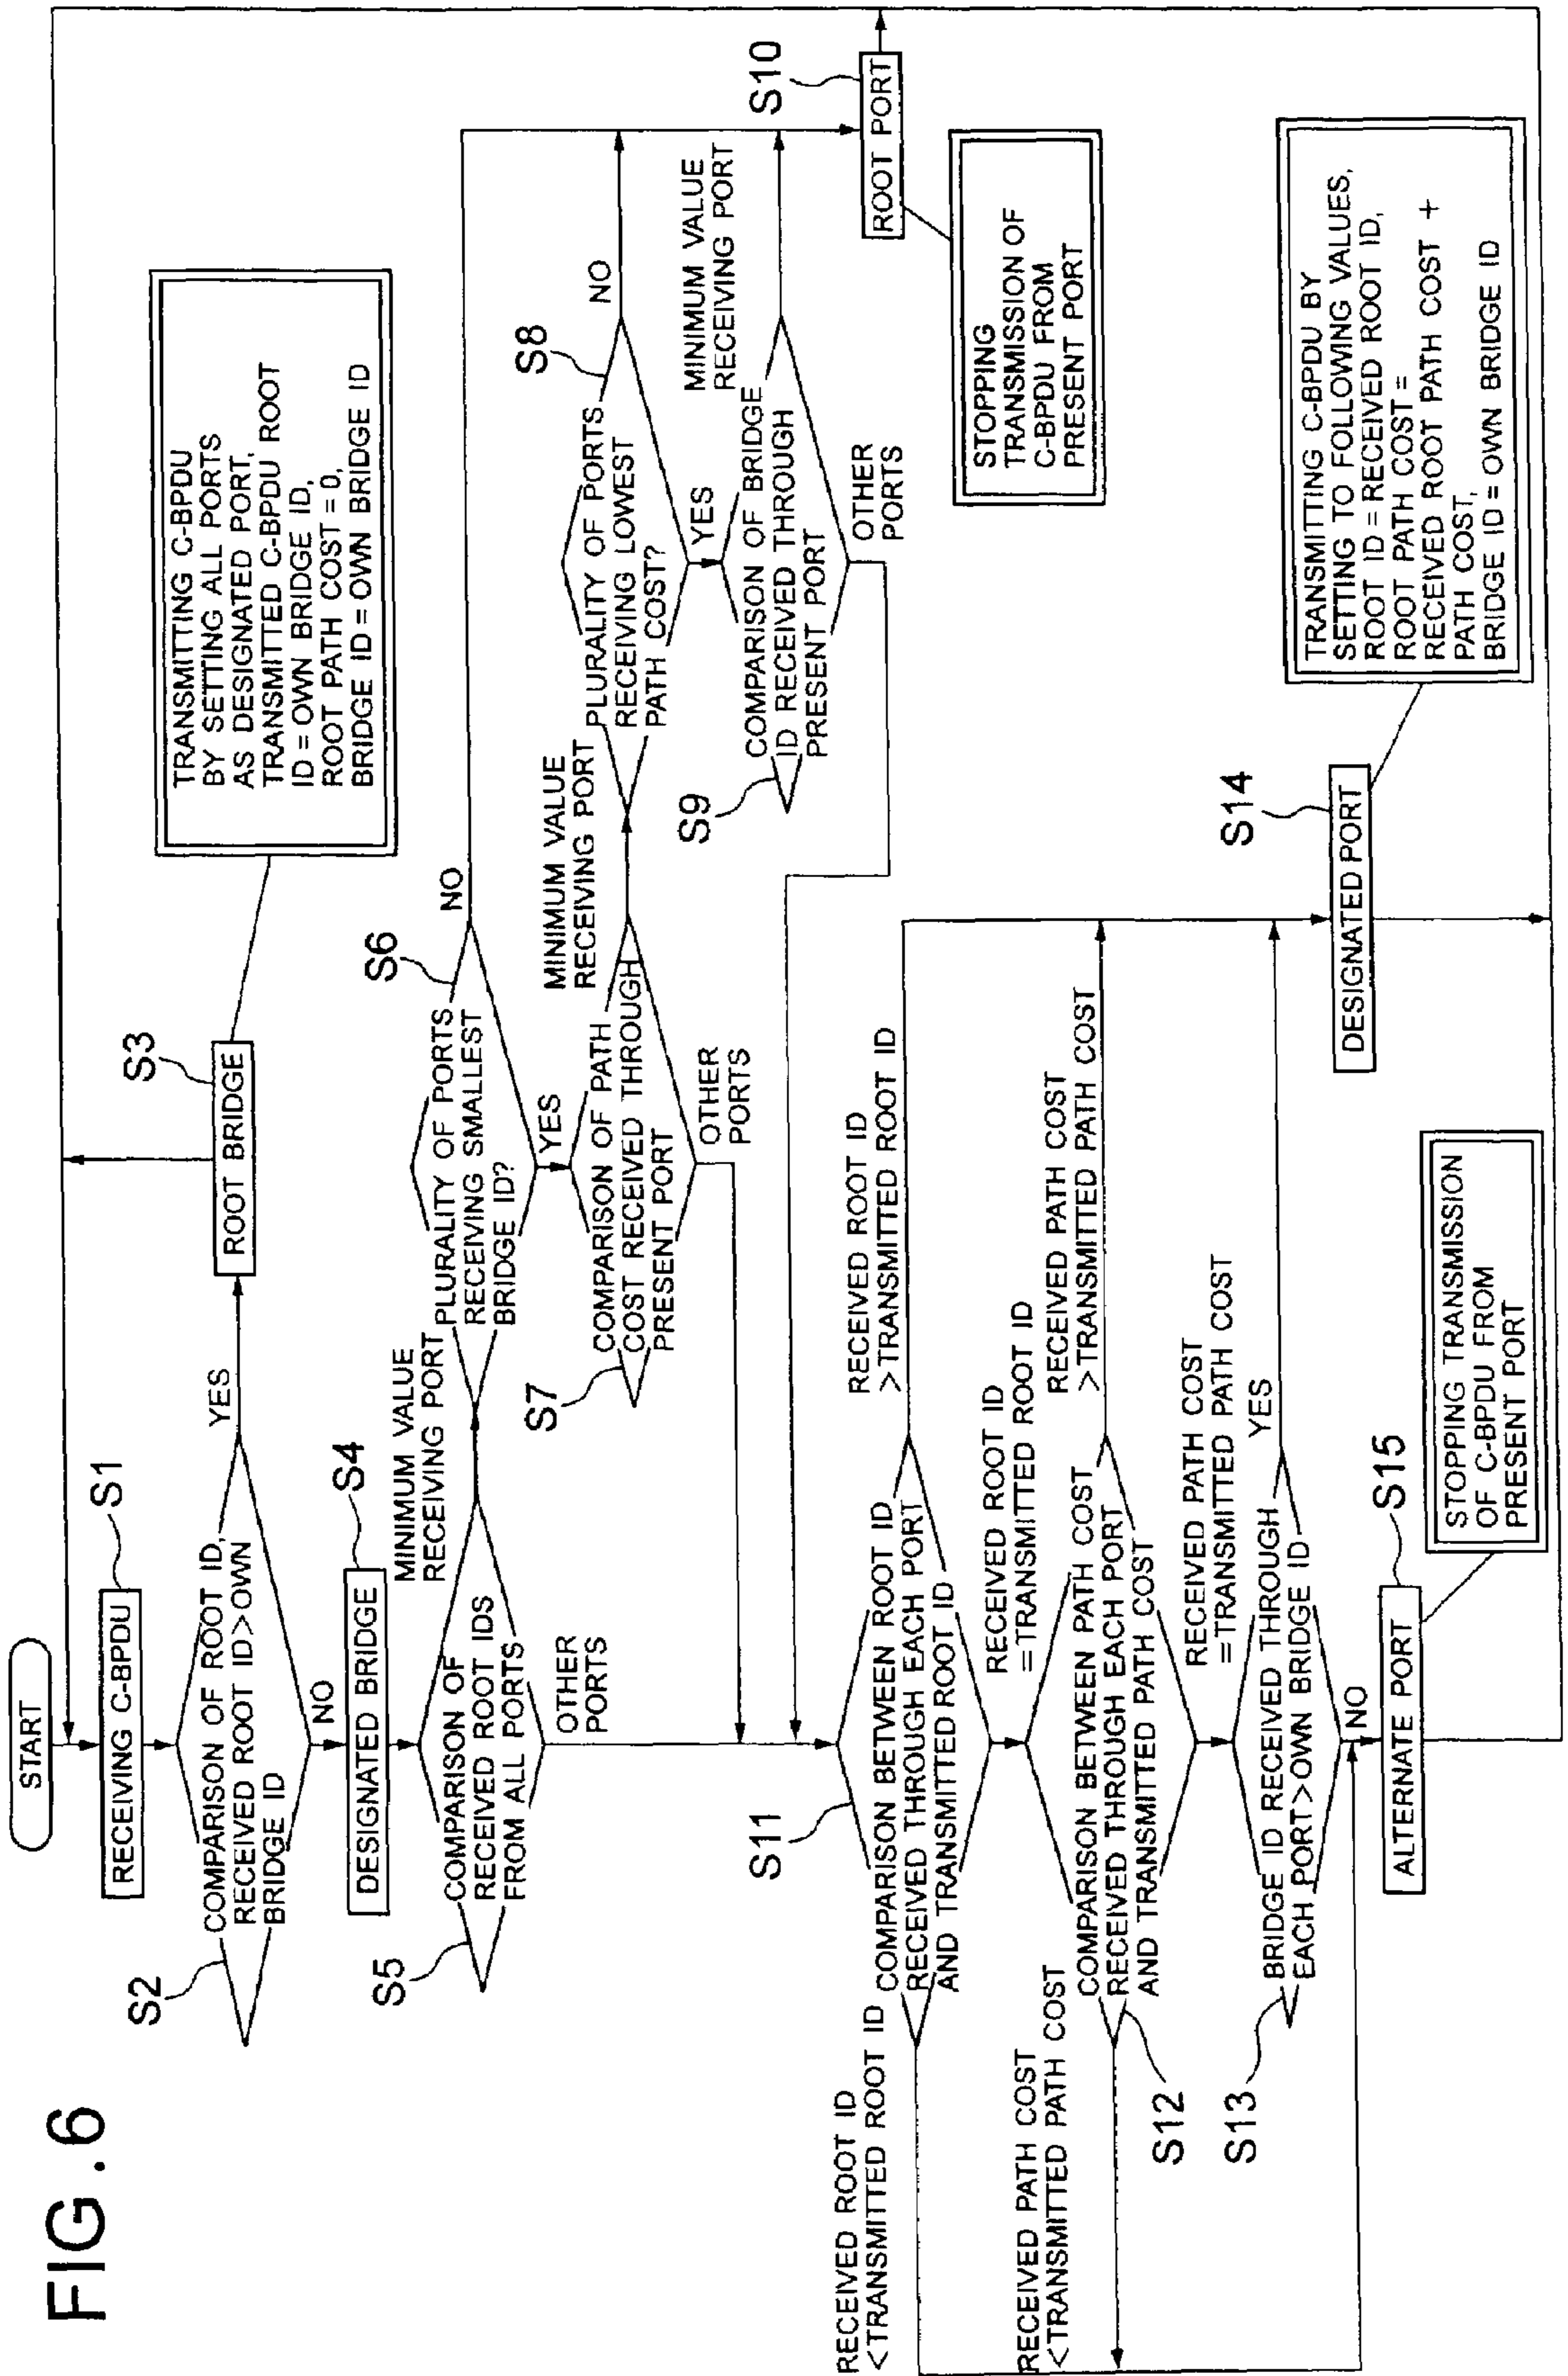 FIG.6
START
RECEIVING C-BPDU
S1
COMPARISON OF ROOT ID,
RECEIVED ROOT ID>OWN
BRIDGE ID
S2
YES
NO
ROOT BRIDGE
S3
TRANSMITTING C-BPDU
BY SETTING ALL PORTS
AS DESIGNATED PORT,
TRANSMITTED C-BPDU ROOT
ID = OWN BRIDGE ID,
ROOT PATH COST = 0,
BRIDGE ID = OWN BRIDGE ID
DESIGNATED BRIDGE
S4
COMPARISON OF
RECEIVED ROOT IDS
FROM ALL PORTS
S5
MINIMUM VALUE
RECEIVING PORT
OTHER
PORTS
PLURALITY OF PORTS
RECEIVING SMALLEST
BRIDGE ID?
S6
NO
YES
COMPARISON OF PATH
COST RECEIVED THROUGH
PRESENT PORT
S7
MINIMUM VALUE
RECEIVING PORT
OTHER
PORTS
PLURALITY OF PORTS
RECEIVING LOWEST
PATH COST?
S8
NO
YES
COMPARISON OF BRIDGE
ID RECEIVED THROUGH
PRESENT PORT
S9
MINIMUM VALUE
RECEIVING PORT
OTHER
PORTS
ROOT PORT
S10
STOPPING
TRANSMISSION OF
C-BPDU FROM
PRESENT PORT
COMPARISON BETWEEN ROOT ID
RECEIVED THROUGH EACH PORT
AND TRANSMITTED ROOT ID
S11
RECEIVED ROOT ID
<TRANSMITTED ROOT ID
RECEIVED ROOT ID
>TRANSMITTED ROOT ID
RECEIVED ROOT ID
=TRANSMITTED ROOT ID
COMPARISON BETWEEN PATH COST
RECEIVED THROUGH EACH PORT
AND TRANSMITTED PATH COST
S12
RECEIVED PATH COST
<TRANSMITTED PATH COST
RECEIVED PATH COST
>TRANSMITTED PATH COST
RECEIVED PATH COST
=TRANSMITTED PATH COST
BRIDGE ID RECEIVED THROUGH
EACH PORT>OWN BRIDGE ID
S13
YES
NO
DESIGNATED PORT
S14
TRANSMITTING C-BPDU BY
SETTING TO FOLLOWING VALUES,
ROOT ID = RECEIVED ROOT ID,
ROOT PATH COST =
RECEIVED ROOT PATH COST +
PATH COST,
BRIDGE ID = OWN BRIDGE ID
ALTERNATE PORT
S15
STOPPING TRANSMISSION
OF C-BPDU FROM
PRESENT PORT